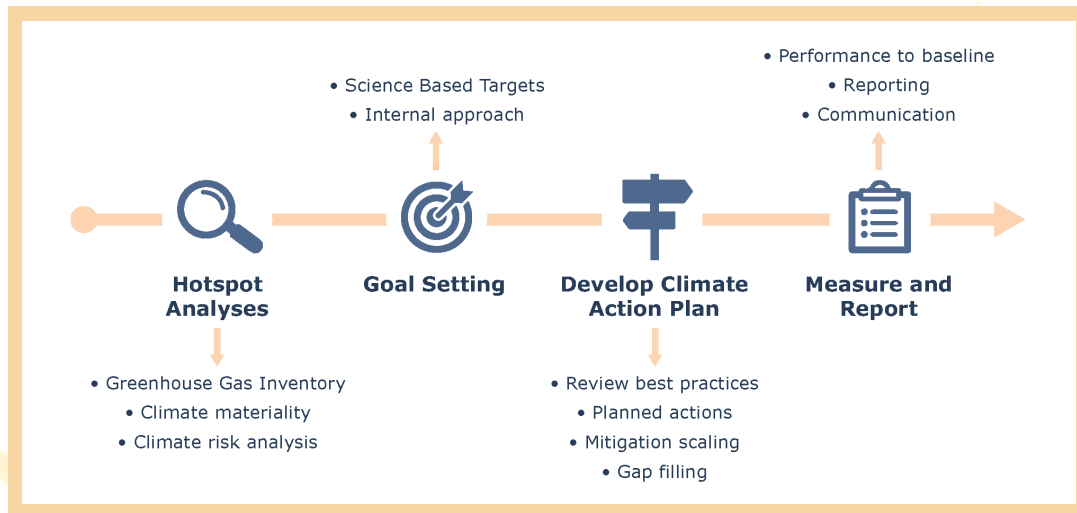 • Science Based Targets
• Internal approach
• Performance to baseline
• Reporting
• Communication
Hotspot
Analyses
Goal Setting
Develop Climate
Action Plan
Measure and
Report
• Greenhouse Gas Inventory
• Climate materiality
• Climate risk analysis
• Review best practices
• Planned actions
• Mitigation scaling
• Gap filling